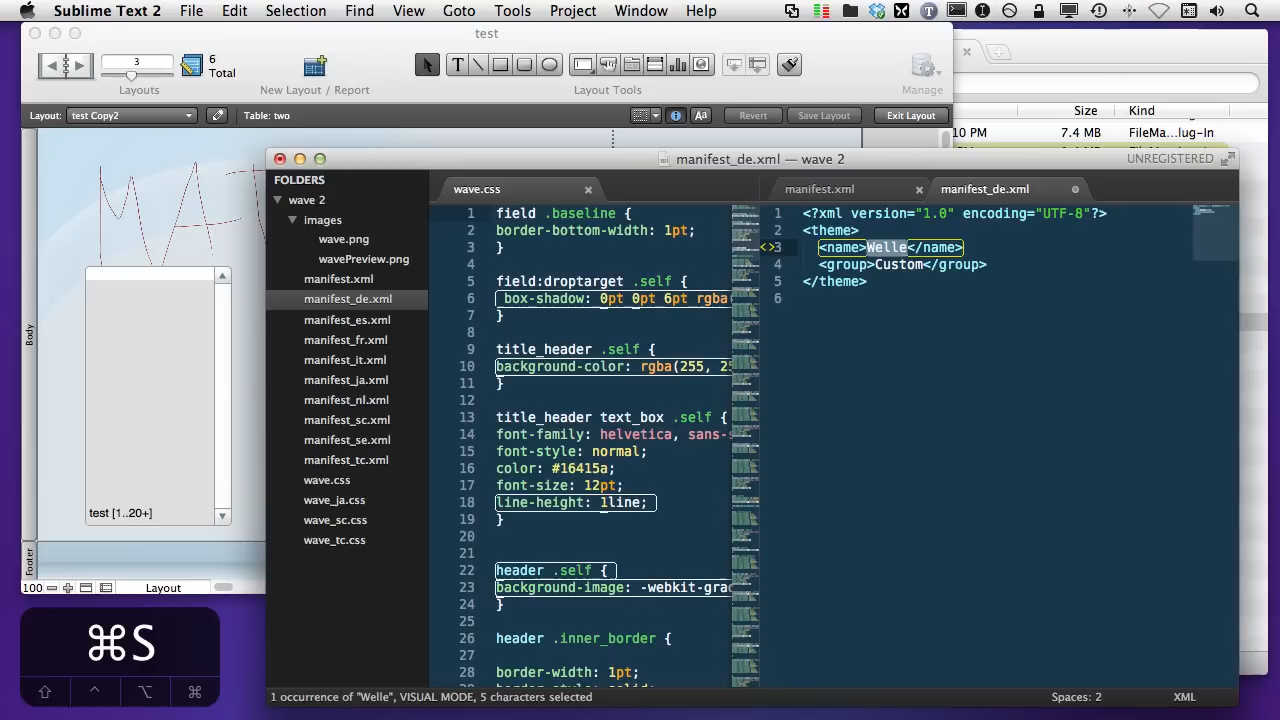 Sublime Text 2 File Edit Selection Find View Goto Tools Project Window Help
test
3
6
Total
Layouts
New Layout / Report
Layout Tools
Manage
Layout: test Copy2
Table: two
Aa
Revert
Save Layout
Exit Layout
Size
Kind
10 PM
7.4 MB
FileMa…lug-In
Body
test [1..20+]
Footer
100
Layout
manifest_de.xml — wave 2
UNREGISTERED
FOLDERS
wave 2
images
wave.png
wavePreview.png
manifest.xml
manifest_de.xml
manifest_es.xml
manifest_fr.xml
manifest_it.xml
manifest_ja.xml
manifest_nl.xml
manifest_sc.xml
manifest_se.xml
manifest_tc.xml
wave.css
wave_ja.css
wave_sc.css
wave_tc.css
wave.css
1 field .baseline {
2 border-bottom-width: 1pt;
3 }
4
5 field:droptarget .self {
6 box-shadow: 0pt 0pt 6pt rgba(
7 }
8
9 title_header .self {
10 background-color: rgba(255, 25
11 }
12
13 title_header text_box .self {
14 font-family: helvetica, sans-s
15 font-style: normal;
16 color: #16415a;
17 font-size: 12pt;
18 line-height: 1line;
19 }
20
21
22 header .self {
23 background-image: -webkit-grad
24 }
25
26 header .inner_border {
27
28 border-width: 1pt;
manifest.xml
manifest_de.xml
1 <?xml version="1.0" encoding="UTF-8"?>
2 <theme>
3 <name>Welle</name>
4 <group>Custom</group>
5 </theme>
6
⌘S
⇧ ^ ⌥ ⌘
1 occurrence of "Welle", VISUAL MODE, 5 characters selected
Spaces: 2
XML